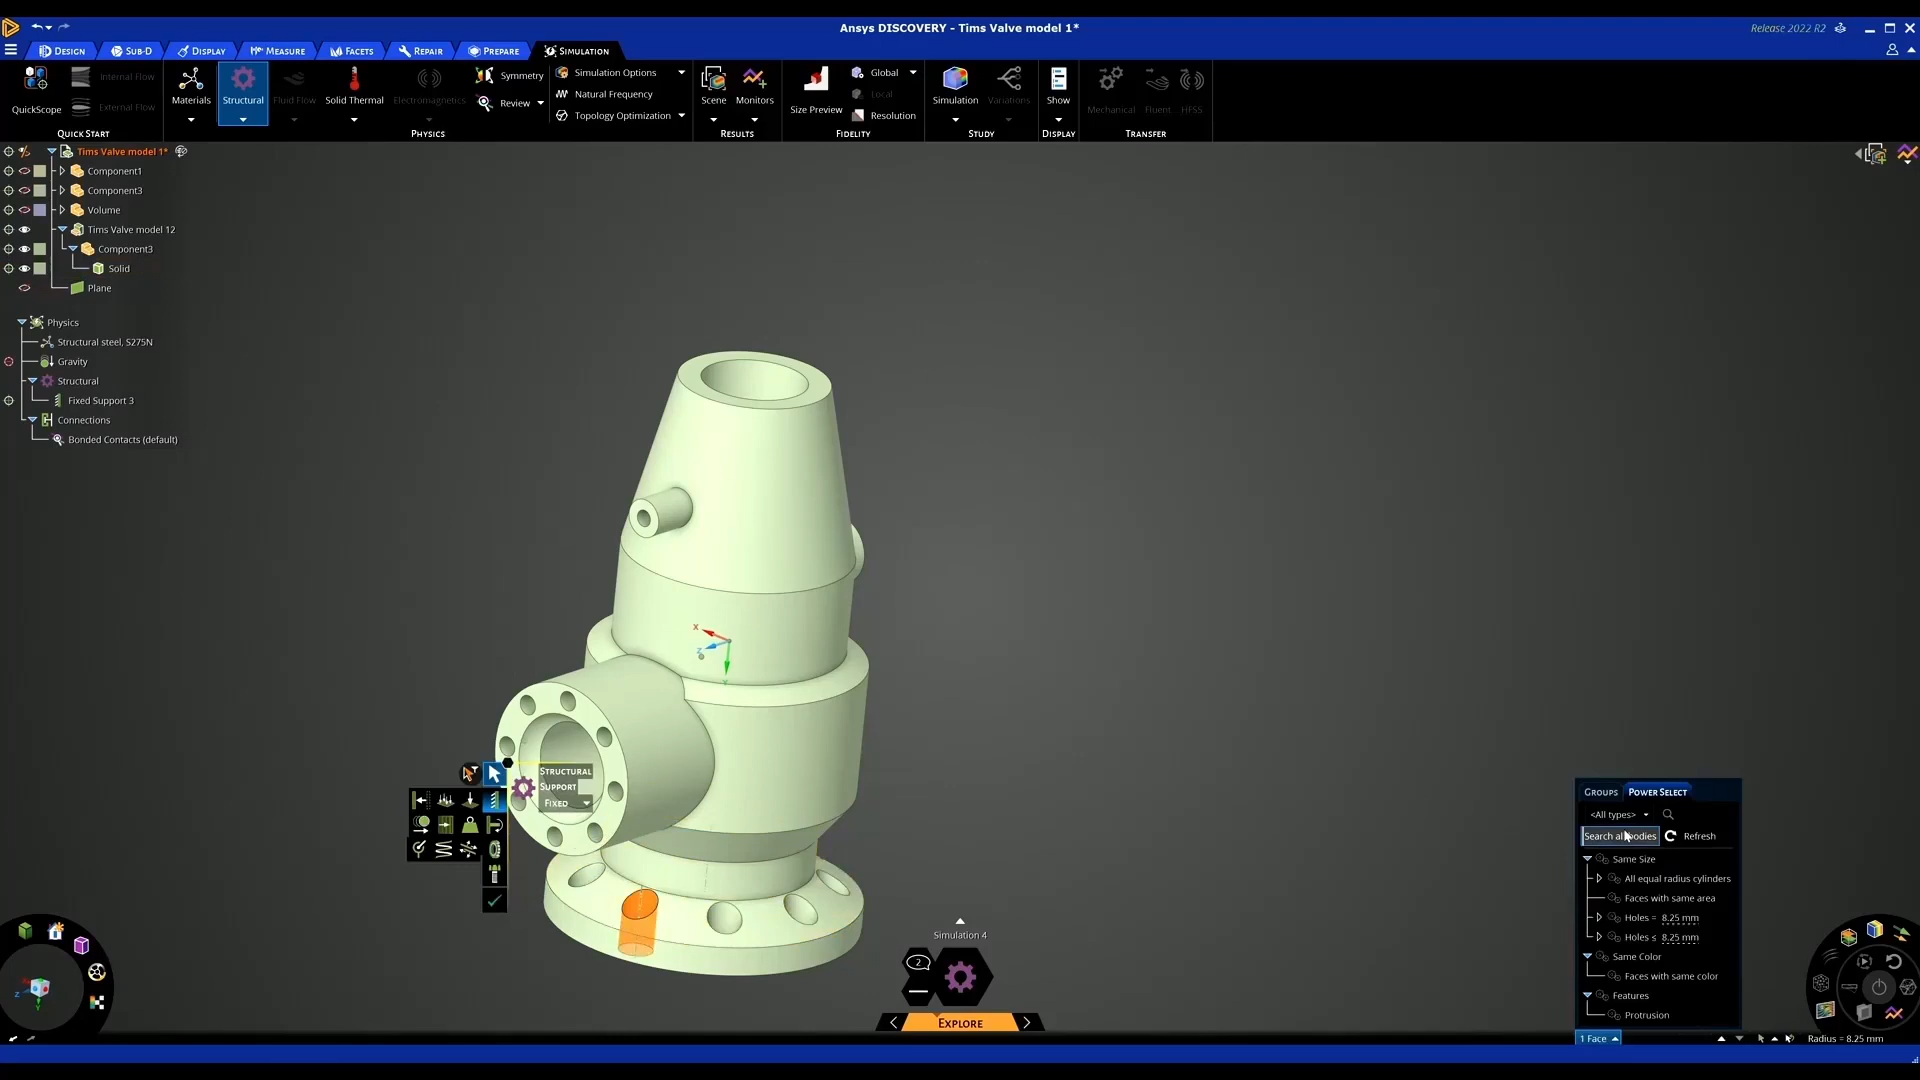 Ansys DISCOVERY - Tims Valve model 1*
Release 2022 R2
DESIGN
SUB-D
DISPLAY
MEASURE
FACETS
REPAIR
PREPARE
SIMULATION
QuickScope
Internal Flow
External Flow
QUICK START
Materials
Structural
Fluid Flow
Solid Thermal
Electromagnetics
Symmetry
Review
PHYSICS
Simulation Options
Natural Frequency
Topology Optimization
Scene
Monitors
RESULTS
Size Preview
Global
Local
Resolution
FIDELITY
Simulation
Variations
STUDY
Show
DISPLAY
Mechanical
Fluent
HFSS
TRANSFER
Tims Valve model 1*
Component1
Component3
Volume
Tims Valve model 12
Component3
Solid
Plane
Physics
Structural steel, S275N
Gravity
Structural
Fixed Support 3
Connections
Bonded Contacts (default)
X
Z
Y
STRUCTURAL
SUPPORT
FIXED
Simulation 4
2
EXPLORE
GROUPS
POWER SELECT
<All types>
Search all bodies
Refresh
Same Size
All equal radius cylinders
Faces with same area
Holes = 8.25 mm
Holes ≤ 8.25 mm
Same Color
Faces with same color
Features
Protrusion
1 Face
Radius = 8.25 mm